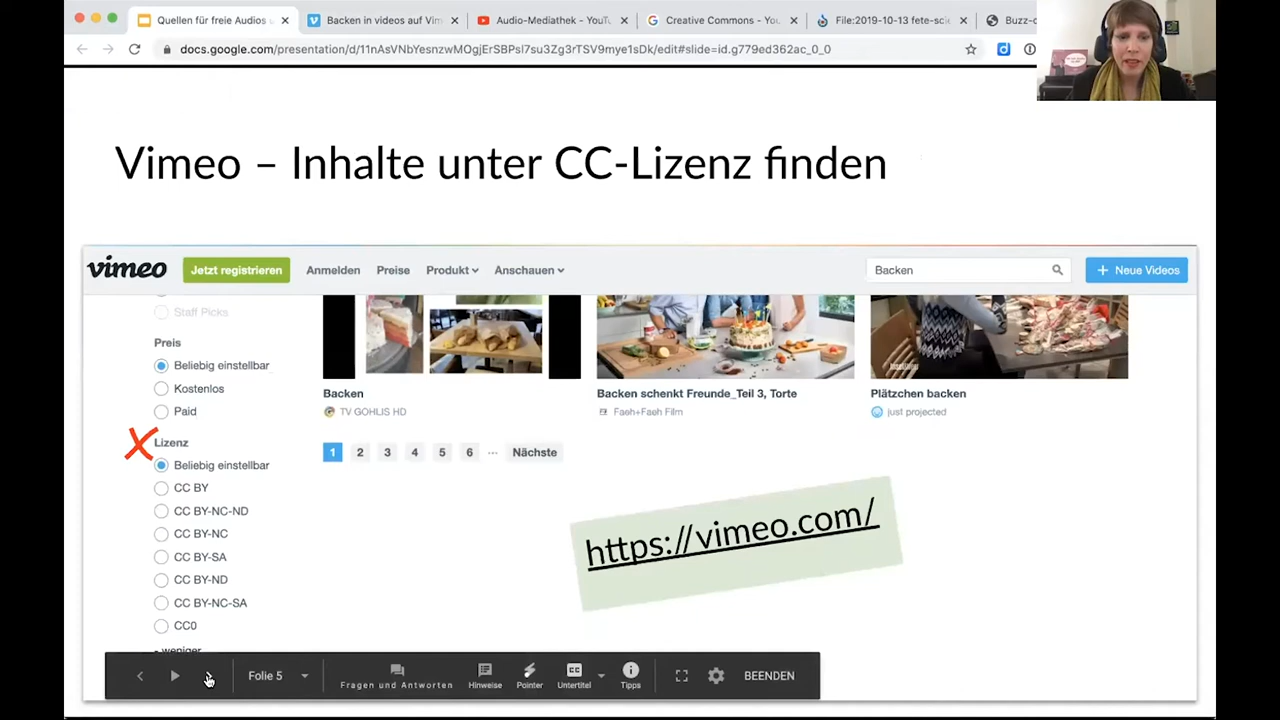 Quellen für freie Audios
Backen in videos auf Vim
Audio-Mediathek - YouTu
Creative Commons - You
File:2019-10-13 fete-scie
Buzz-c
docs.google.com/presentation/d/11nAsVNbYesnzwMOgjErSBPsl7su3Zg3rTSV9mye1sDk/edit#slide=id.g779ed362ac_0_0
Vimeo – Inhalte unter CC-Lizenz finden
vimeo Jetzt registrieren Anmelden Preise Produkt Anschauen Backen + Neue Videos
Staff Picks
Preis
Beliebig einstellbar
Kostenlos
Paid
Backen
TV GOHLIS HD
Backen schenkt Freunde_Teil 3, Torte
Faeh+Faeh Film
Plätzchen backen
just projected
Lizenz
Beliebig einstellbar
CC BY
CC BY-NC-ND
CC BY-NC
CC BY-SA
CC BY-ND
CC BY-NC-SA
CC0
- weniger
1 2 3 4 5 6 ... Nächste
https://vimeo.com/
Folie 5
Fragen und Antworten
Hinweise
Pointer
CC
Untertitel
Tipps
BEENDEN